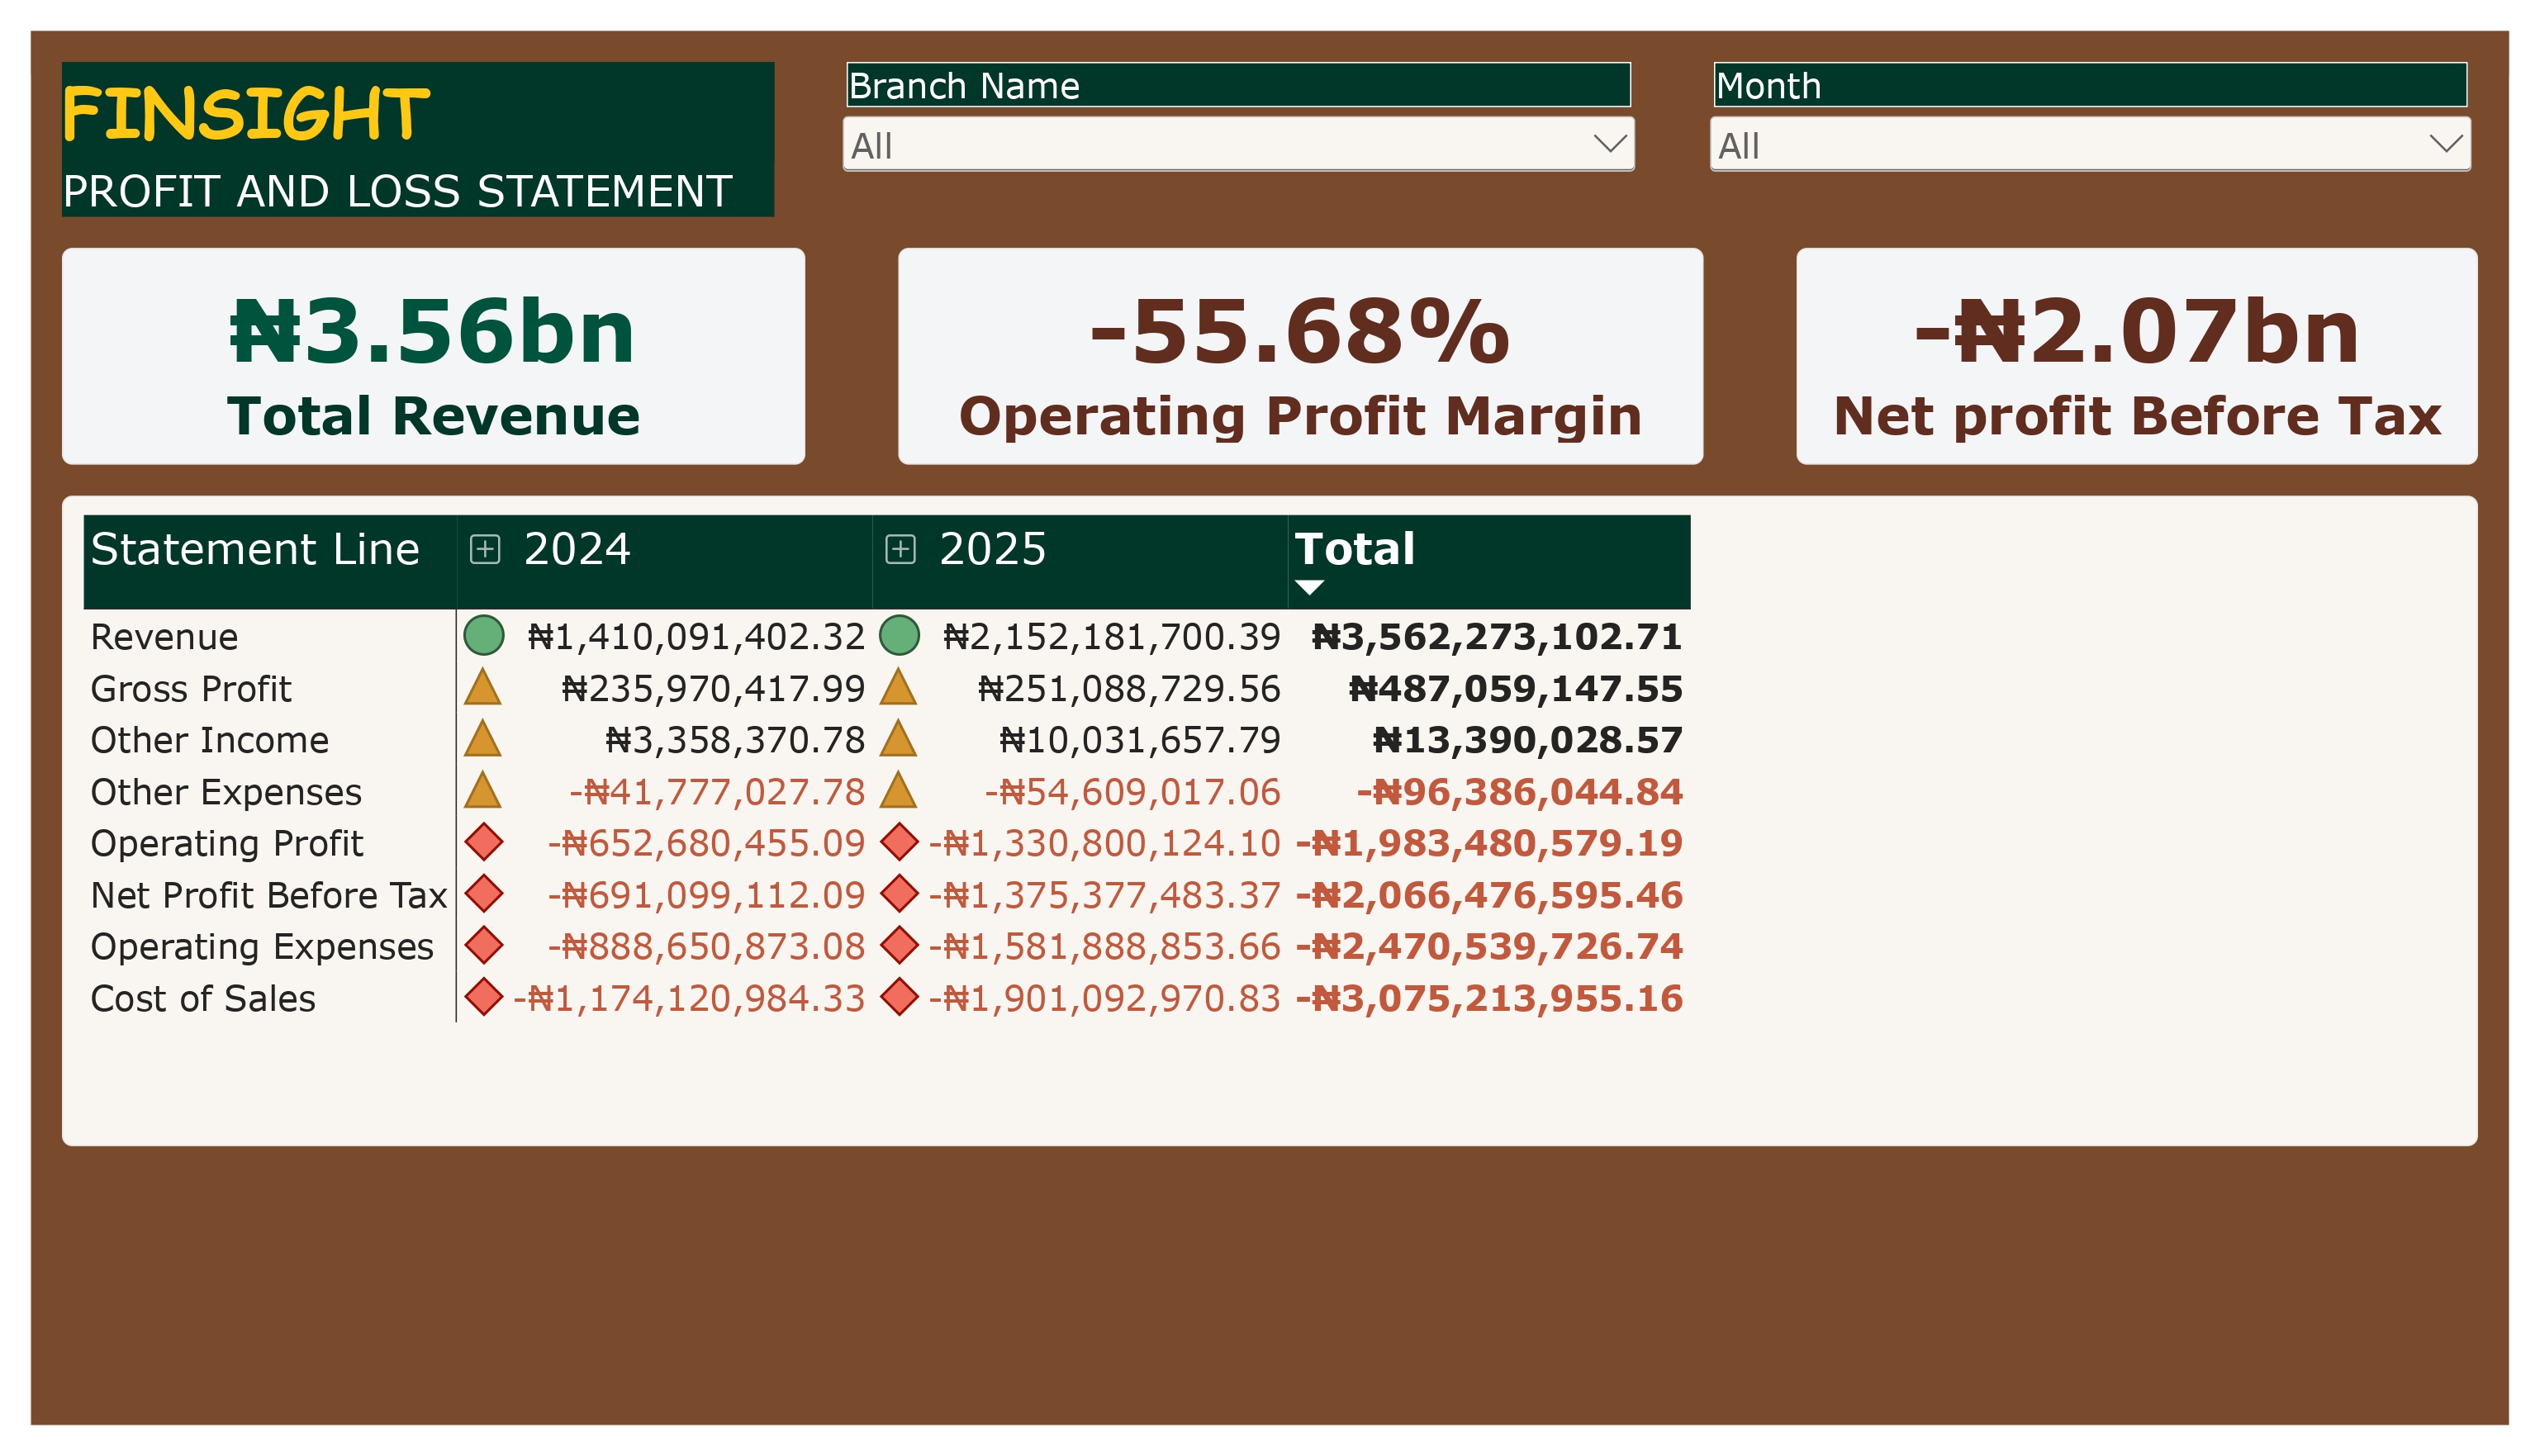 FINSIGHT
PROFIT AND LOSS STATEMENT
Branch Name
All
Month
All
₦3.56bn
Total Revenue
-55.68%
Operating Profit Margin
-₦2.07bn
Net profit Before Tax
Statement Line 2024 2025 Total
Revenue ₦1,410,091,402.32 ₦2,152,181,700.39 ₦3,562,273,102.71
Gross Profit ₦235,970,417.99 ₦251,088,729.56 ₦487,059,147.55
Other Income ₦3,358,370.78 ₦10,031,657.79 ₦13,390,028.57
Other Expenses -₦41,777,027.78 -₦54,609,017.06 -₦96,386,044.84
Operating Profit -₦652,680,455.09 -₦1,330,800,124.10 -₦1,983,480,579.19
Net Profit Before Tax -₦691,099,112.09 -₦1,375,377,483.37 -₦2,066,476,595.46
Operating Expenses -₦888,650,873.08 -₦1,581,888,853.66 -₦2,470,539,726.74
Cost of Sales -₦1,174,120,984.33 -₦1,901,092,970.83 -₦3,075,213,955.16